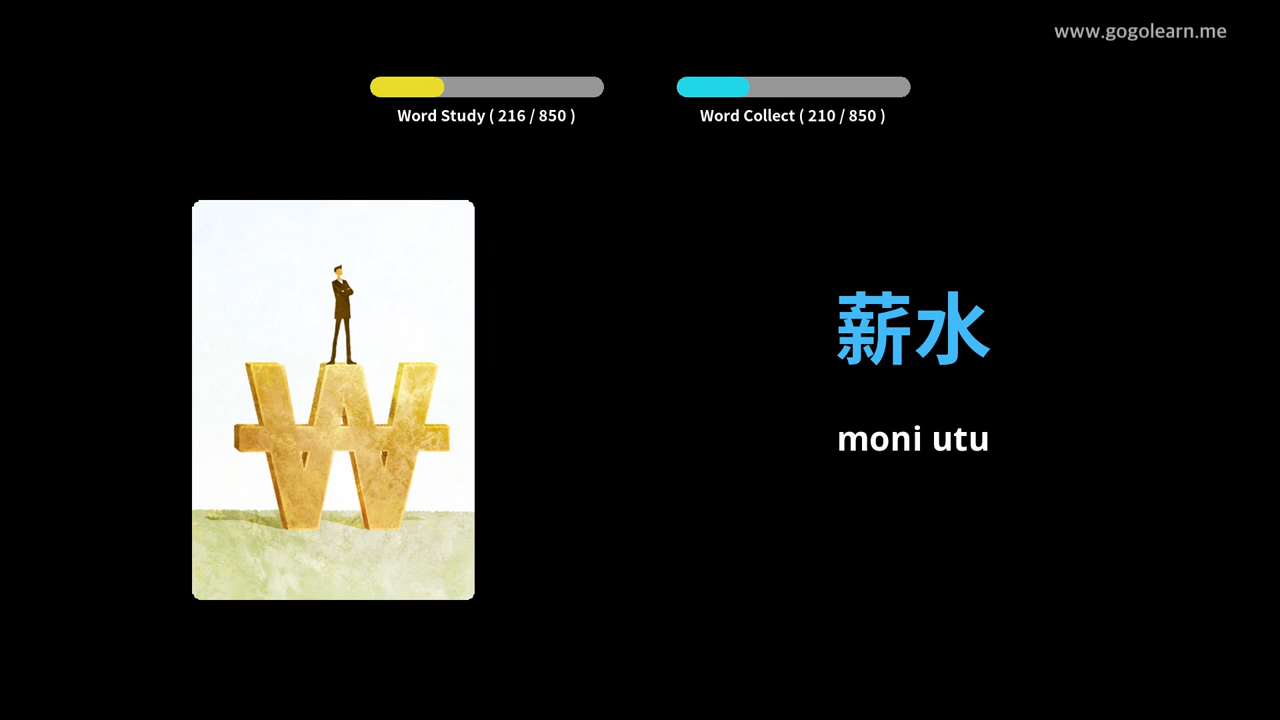 www.gogolearn.me
Word Study ( 216 / 850 )
Word Collect ( 210 / 850 )
薪水
moni utu